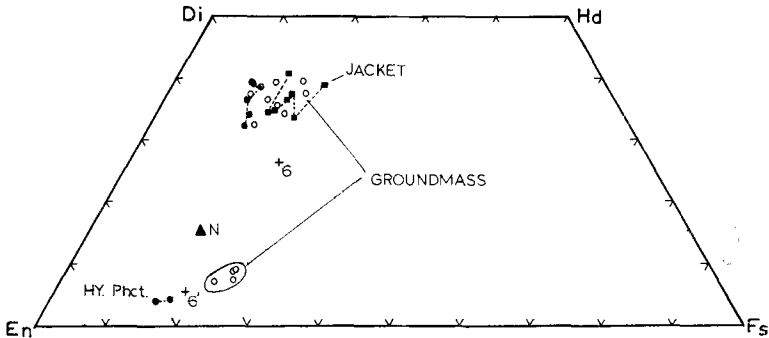 Di Hd
JACKET
+6
GROUNDMASS
N
HY. Phct.
+6'
En Fs